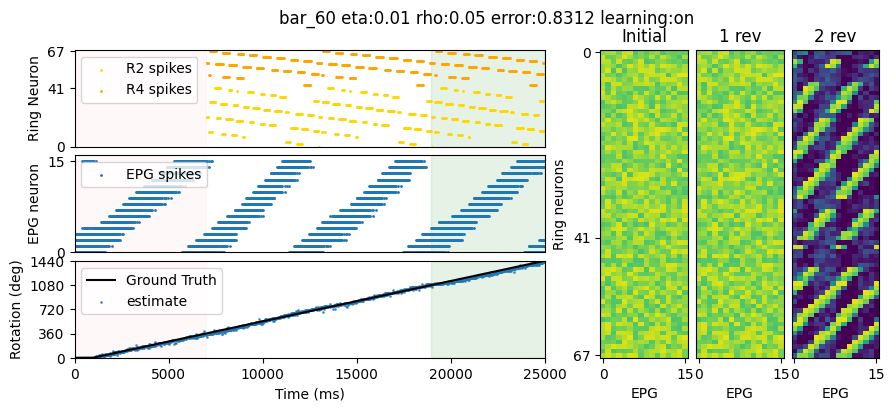 bar_60 eta:0.01 rho:0.05 error:0.8312 learning:on
Ring Neuron
67
41
0
R2 spikes
R4 spikes
EPG neuron
15
0
EPG spikes
Rotation (deg)
1440
1080
720
360
0
Ground Truth
estimate
0 5000 10000 15000 20000 25000
Time (ms)
Initial 1 rev 2 rev
Ring neurons
0
41
67
0 15 0 15 0 15
EPG EPG EPG